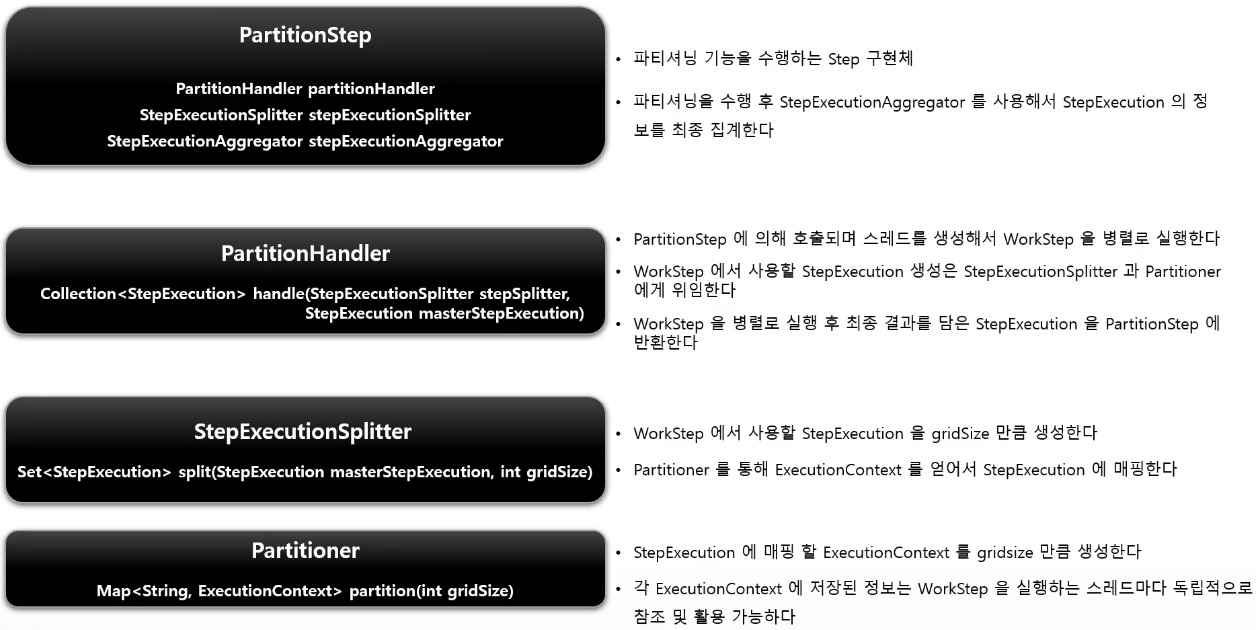 PartitionStep
PartitionHandler partitionHandler
StepExecutionSplitter stepExecutionSplitter
StepExecutionAggregator stepExecutionAggregator
• 파티셔닝 기능을 수행하는 Step 구현체
• 파티셔닝을 수행 후 StepExecutionAggregator 를 사용해서 StepExecution 의 정
보를 최종 집계한다
PartitionHandler
Collection<StepExecution> handle(StepExecutionSplitter stepSplitter,
StepExecution masterStepExecution)
• PartitionStep 에 의해 호출되며 스레드를 생성해서 WorkStep 을 병렬로 실행한다
• WorkStep 에서 사용할 StepExecution 생성은 StepExecutionSplitter 과 Partitioner
에게 위임한다
• WorkStep 을 병렬로 실행 후 최종 결과를 담은 StepExecution 을 PartitionStep 에
반환한다
StepExecutionSplitter
Set<StepExecution> split(StepExecution masterStepExecution, int gridSize)
• WorkStep 에서 사용할 StepExecution 을 gridSize 만큼 생성한다
• Partitioner 를 통해 ExecutionContext 를 얻어서 StepExecution 에 매핑한다
Partitioner
Map<String, ExecutionContext> partition(int gridSize)
• StepExecution 에 매핑 할 ExecutionContext 를 gridsize 만큼 생성한다
• 각 ExecutionContext 에 저장된 정보는 WorkStep 을 실행하는 스레드마다 독립적으로
참조 및 활용 가능하다